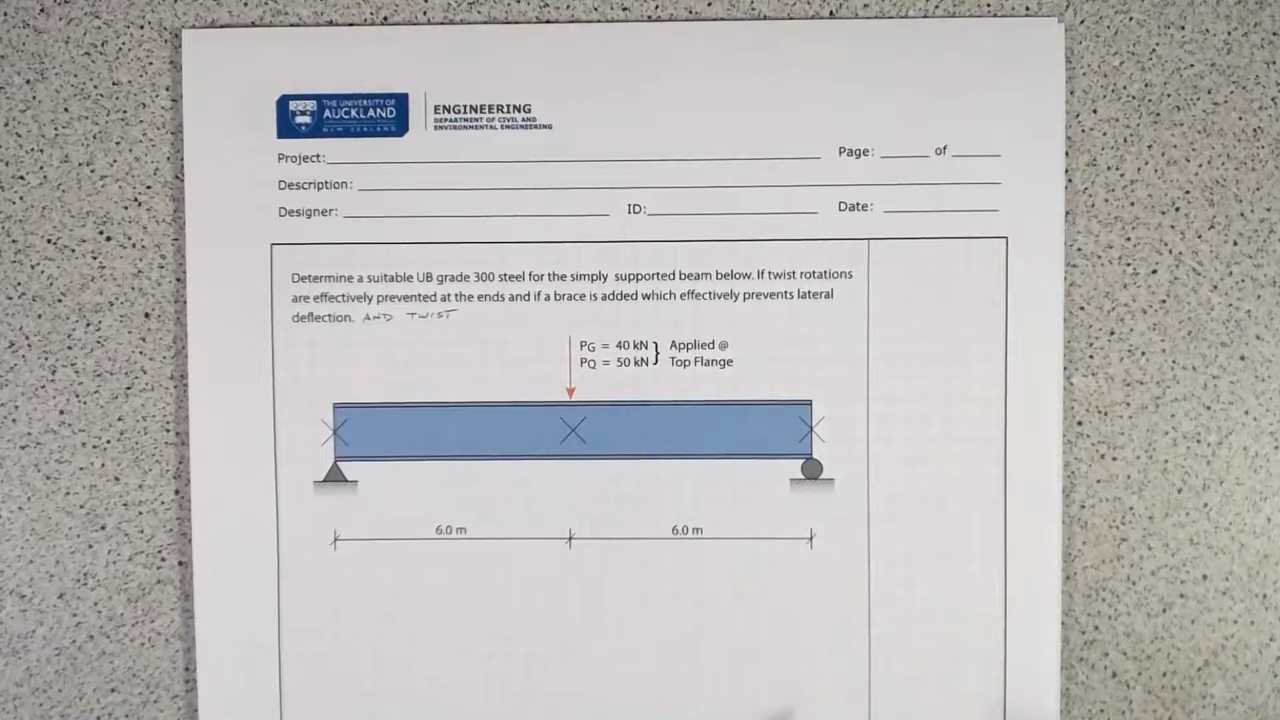 THE UNIVERSITY OF
AUCKLAND
NEW ZEALAND
ENGINEERING
DEPARTMENT OF CIVIL AND
ENVIRONMENTAL ENGINEERING
Project:
Page: of
Description:
Designer: ID: Date:
Determine a suitable UB grade 300 steel for the simply supported beam below. If twist rotations
are effectively prevented at the ends and if a brace is added which effectively prevents lateral
deflection. AND TWIST
PG = 40 kN } Applied @
PQ = 50 kN } Top Flange
6.0 m 6.0 m